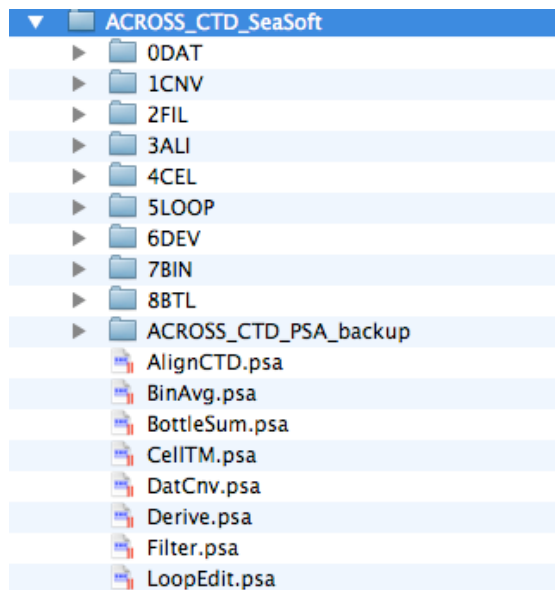 ACROSS_CTD_SeaSoft
0DAT
1CNV
2FIL
3ALI
4CEL
5LOOP
6DEV
7BIN
8BTL
ACROSS_CTD_PSA_backup
AlignCTD.psa
BinAvg.psa
BottleSum.psa
CellTM.psa
DatCnv.psa
Derive.psa
Filter.psa
LoopEdit.psa